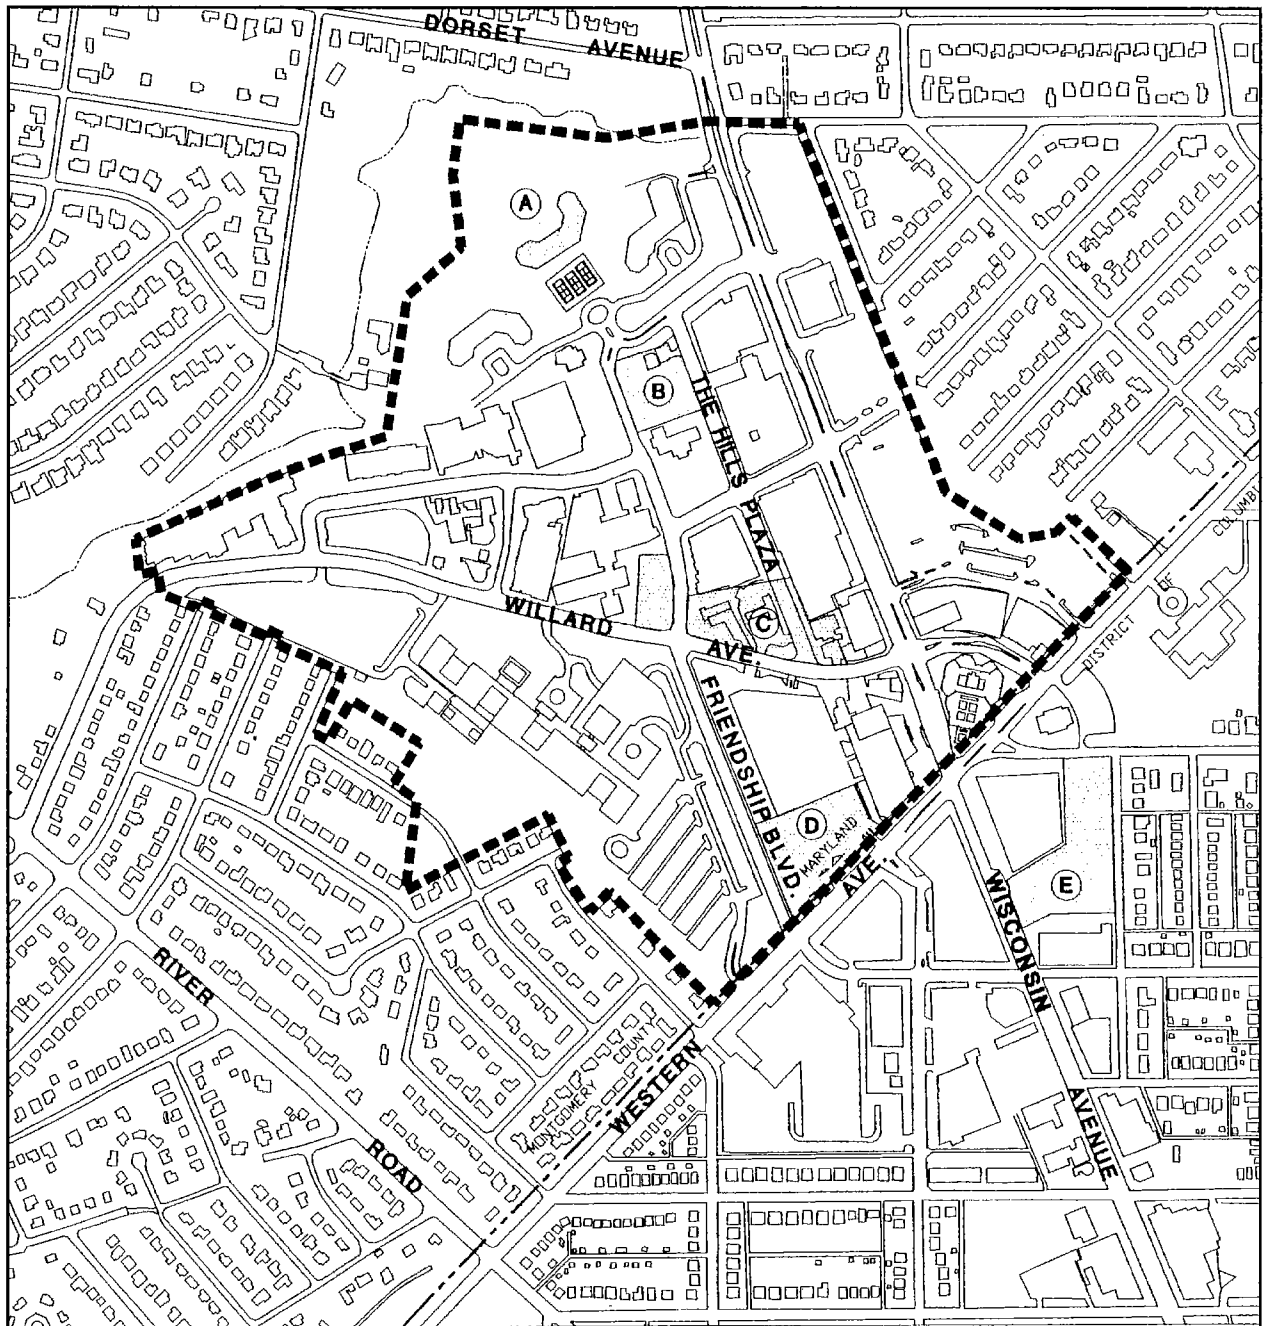 DORSET AVENUE
A
B
THE HILLS PLAZA
COLUMBI
OF
DISTRICT
WILLARD AVE.
C
FRIENDSHIP BLVD.
D
MARYLAND
AVE.
E
WISCONSIN AVENUE
RIVER ROAD
MONTGOMERY COUNTY
WESTERN